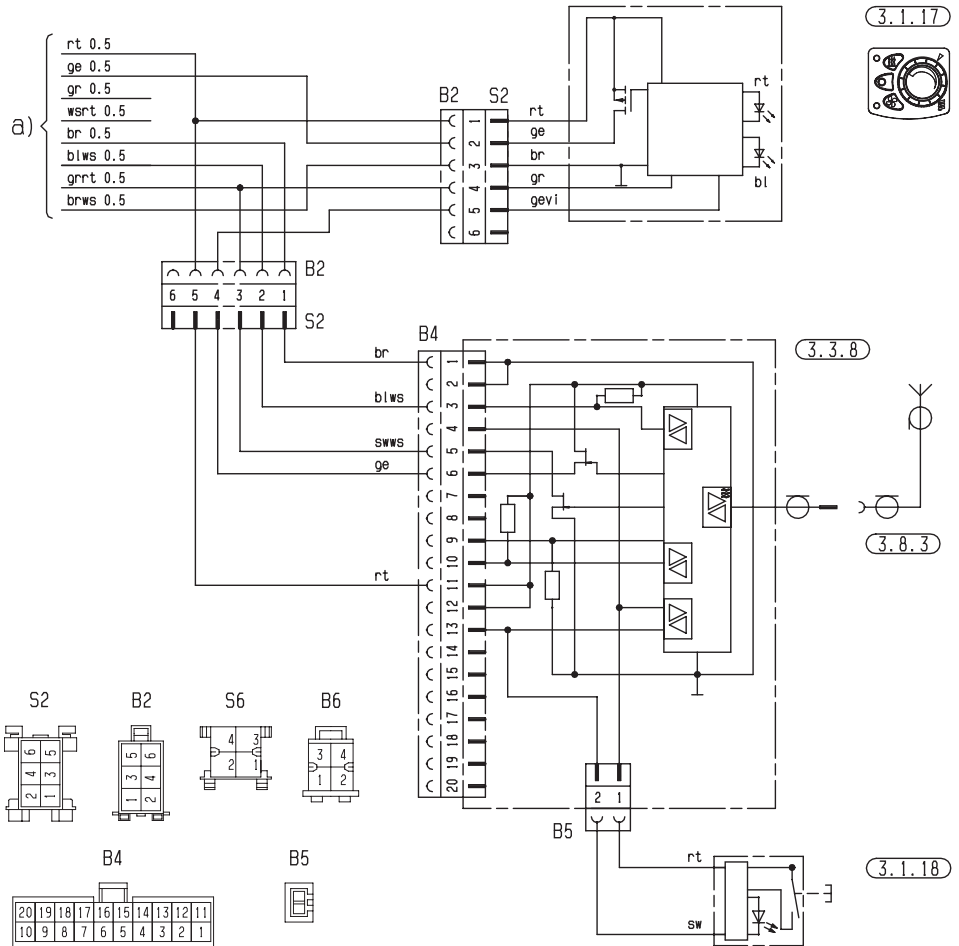 3.1.17
rt 0.5
ge 0.5
gr 0.5
wsrt 0.5
br 0.5
blws 0.5
grrt 0.5
brws 0.5
a)
B2 S2
1 rt
2 ge
3 br
4 gr
5 gevi
6
rt
bl
B2
6 5 4 3 2 1
S2
B4
3.3.8
br 1
2
blws 3
4
swws 5
ge 6
7
8
9
10
rt 11
12
13
14
15
16
17
18
19
20
3.8.3
S2 B2 S6 B6
6 5
4 3
2 1
5 6
3 4
1 2
4 3
2 1
3 4
1 2
2 1
B5
B4 B5
20 19 18 17 16 15 14 13 12 11
10 9 8 7 6 5 4 3 2 1
rt
sw
3.1.18